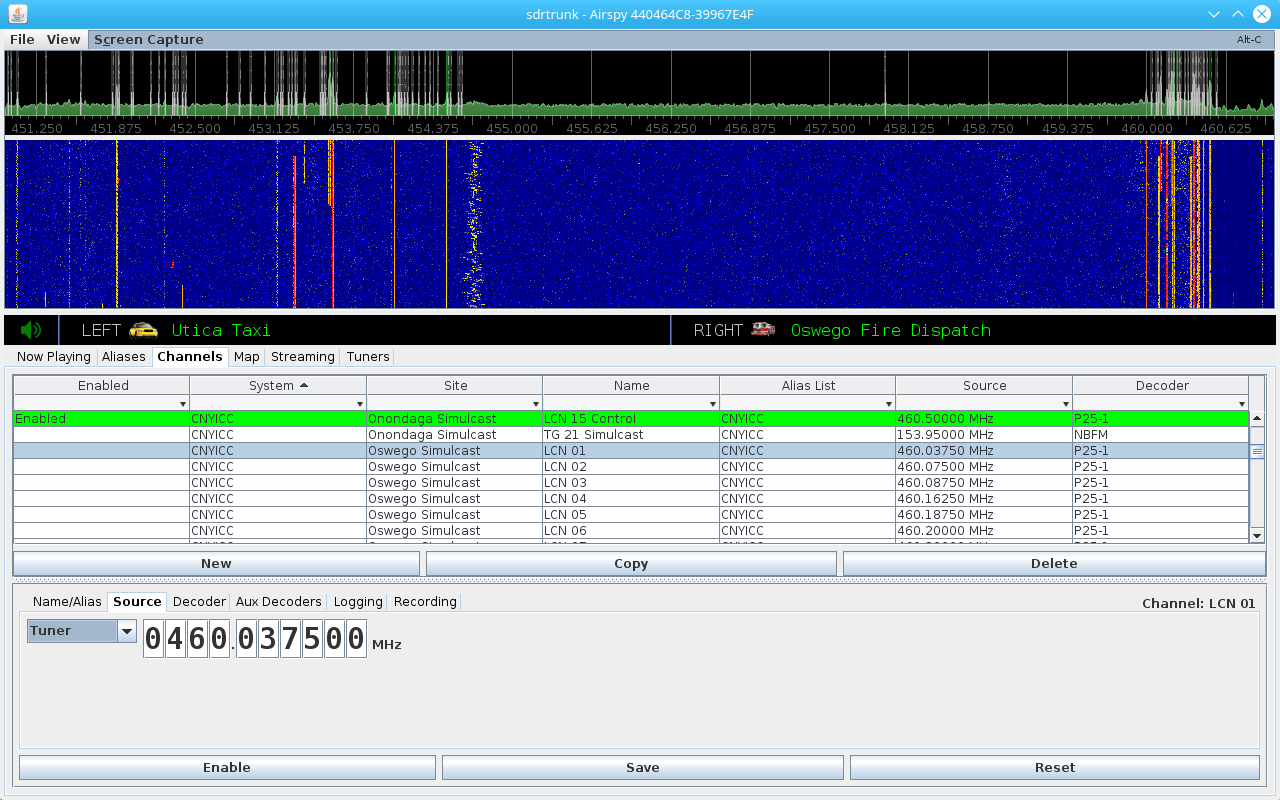 sdrtrunk - Airspy 440464C8-39967E4F
File View Screen Capture Alt-C
451.250 451.875 452.500 453.125 453.750 454.375 455.000 455.625 456.250 456.875 457.500 458.125 458.750 459.375 460.000 460.625
LEFT Utica Taxi RIGHT Oswego Fire Dispatch
Now Playing Aliases Channels Map Streaming Tuners
Enabled System Site Name Alias List Source Decoder
Enabled CNYICC Onondaga Simulcast LCN 15 Control CNYICC 460.50000 MHz P25-1
CNYICC Onondaga Simulcast TG 21 Simulcast CNYICC 153.95000 MHz NBFM
CNYICC Oswego Simulcast LCN 01 CNYICC 460.03750 MHz P25-1
CNYICC Oswego Simulcast LCN 02 CNYICC 460.07500 MHz P25-1
CNYICC Oswego Simulcast LCN 03 CNYICC 460.08750 MHz P25-1
CNYICC Oswego Simulcast LCN 04 CNYICC 460.16250 MHz P25-1
CNYICC Oswego Simulcast LCN 05 CNYICC 460.18750 MHz P25-1
CNYICC Oswego Simulcast LCN 06 CNYICC 460.20000 MHz P25-1
New Copy Delete
Name/Alias Source Decoder Aux Decoders Logging Recording Channel: LCN 01
Tuner 0460.037500 MHz
Enable Save Reset